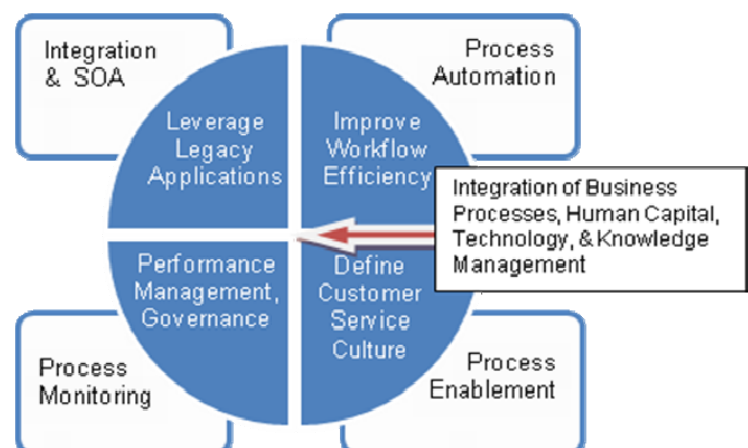 Integration
& SOA
Process
Automation
Leverage
Legacy
Applications
Improve
Workflow
Efficiency
Integration of Business
Processes, Human Capital,
Technology, & Knowledge
Management
Performance
Management,
Governance
Define
Customer
Service
Culture
Process
Monitoring
Process
Enablement